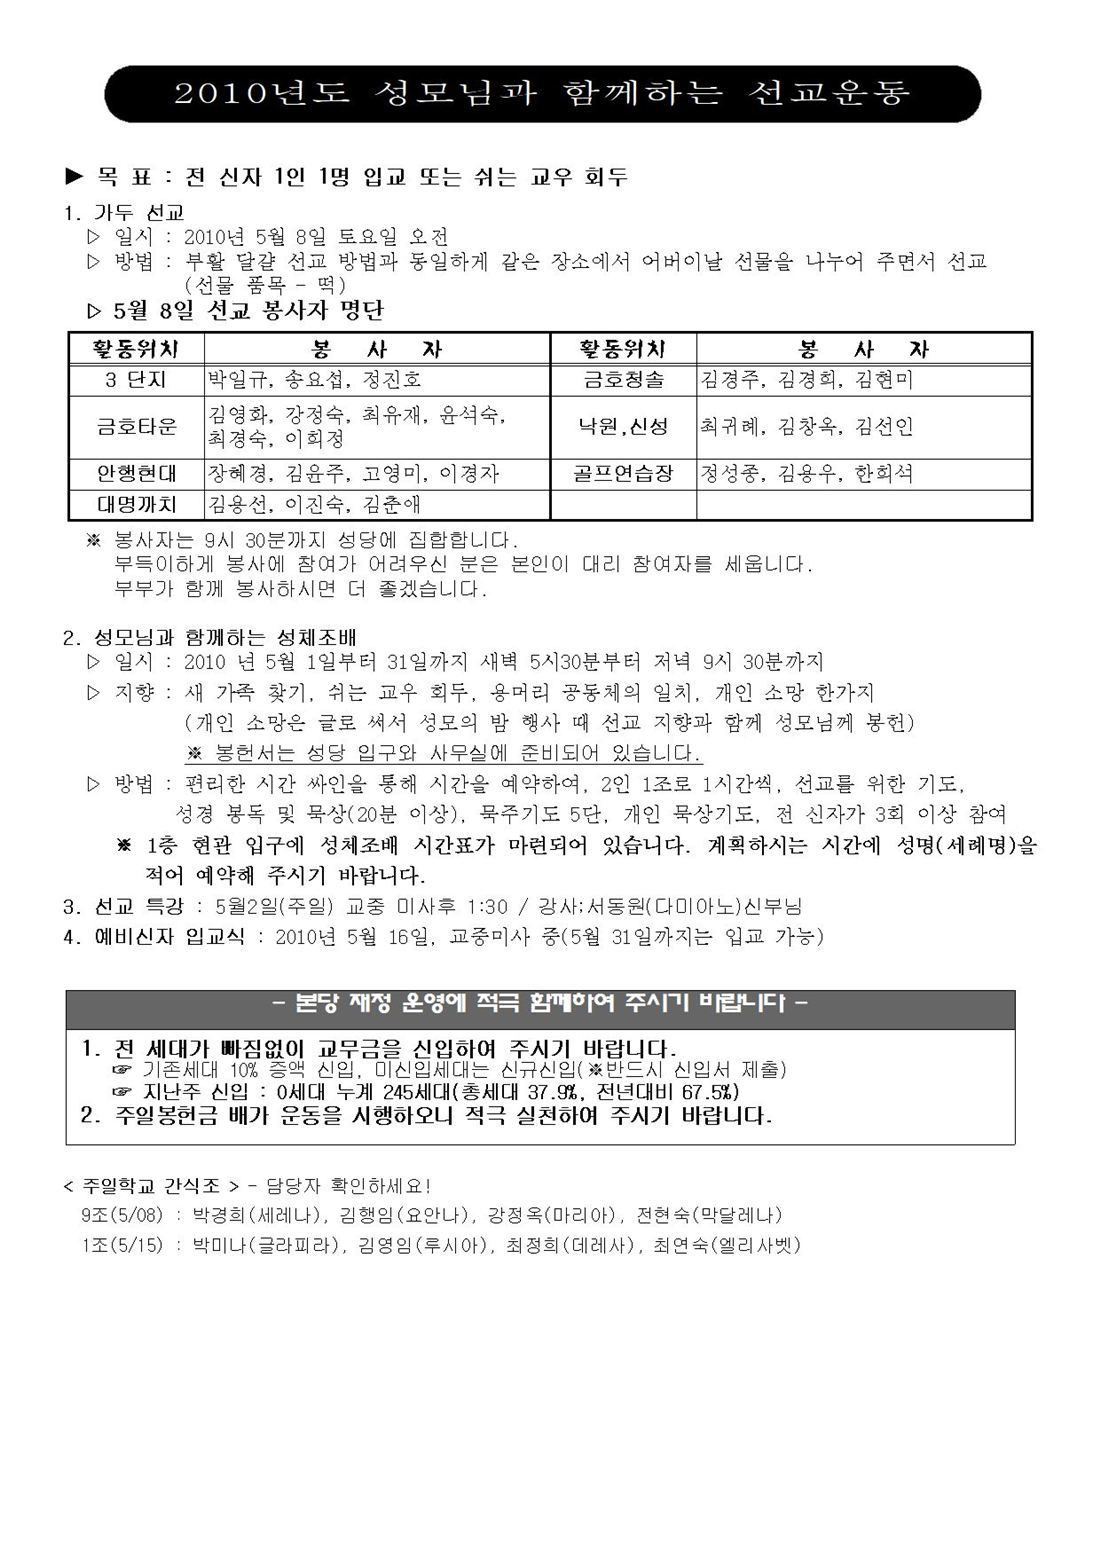 2010년도 성모님과 함께하는 선교운동
▶ 목 표 : 전 신자 1인 1명 입교 또는 쉬는 교우 회두
1. 가두 선교
▷ 일시 : 2010년 5월 8일 토요일 오전
▷ 방법 : 부활 달걀 선교 방법과 동일하게 같은 장소에서 어버이날 선물을 나누어 주면서 선교
(선물 품목 - 떡)
▷ 5월 8일 선교 봉사자 명단
활동위치 봉 사 자 활동위치 봉 사 자
3 단지 박일규, 송요섭, 정진호 금호청솔 김경주, 김경희, 김현미
금호타운 김영화, 강정숙, 최유재, 윤석숙, 최경숙, 이희정 낙원,신성 최귀례, 김창옥, 김선인
안행현대 장혜경, 김윤주, 고영미, 이경자 골프연습장 정성종, 김용우, 한희석
대명까치 김용선, 이진숙, 김춘애
※ 봉사자는 9시 30분까지 성당에 집합합니다.
부득이하게 봉사에 참여가 어려우신 분은 본인이 대리 참여자를 세웁니다.
부부가 함께 봉사하시면 더 좋겠습니다.
2. 성모님과 함께하는 성체조배
▷ 일시 : 2010 년 5월 1일부터 31일까지 새벽 5시30분부터 저녁 9시 30분까지
▷ 지향 : 새 가족 찾기, 쉬는 교우 회두, 용머리 공동체의 일치, 개인 소망 한가지
(개인 소망은 글로 써서 성모의 밤 행사 때 선교 지향과 함께 성모님께 봉헌)
※ 봉헌서는 성당 입구와 사무실에 준비되어 있습니다.
▷ 방법 : 편리한 시간 싸인을 통해 시간을 예약하여, 2인 1조로 1시간씩, 선교를 위한 기도,
성경 봉독 및 묵상(20분 이상), 묵주기도 5단, 개인 묵상기도, 전 신자가 3회 이상 참여
※ 1층 현관 입구에 성체조배 시간표가 마련되어 있습니다. 계획하시는 시간에 성명(세례명)을
적어 예약해 주시기 바랍니다.
3. 선교 특강 : 5월2일(주일) 교중 미사후 1:30 / 강사;서동원(다미아노)신부님
4. 예비신자 입교식 : 2010년 5월 16일, 교중미사 중(5월 31일까지는 입교 가능)
- 본당 재정 운영에 적극 함께하여 주시기 바랍니다 -
1. 전 세대가 빠짐없이 교무금을 신입하여 주시기 바랍니다.
☞ 기존세대 10% 증액 신입, 미신입세대는 신규신입(※반드시 신입서 제출)
☞ 지난주 신입 : 0세대 누계 245세대(총세대 37.9%, 전년대비 67.5%)
2. 주일봉헌금 배가 운동을 시행하오니 적극 실천하여 주시기 바랍니다.
< 주일학교 간식조 > - 담당자 확인하세요!
9조(5/08) : 박경희(세레나), 김행임(요안나), 강정옥(마리아), 전현숙(막달레나)
1조(5/15) : 박미나(글라피라), 김영임(루시아), 최정희(데레사), 최연숙(엘리사벳)